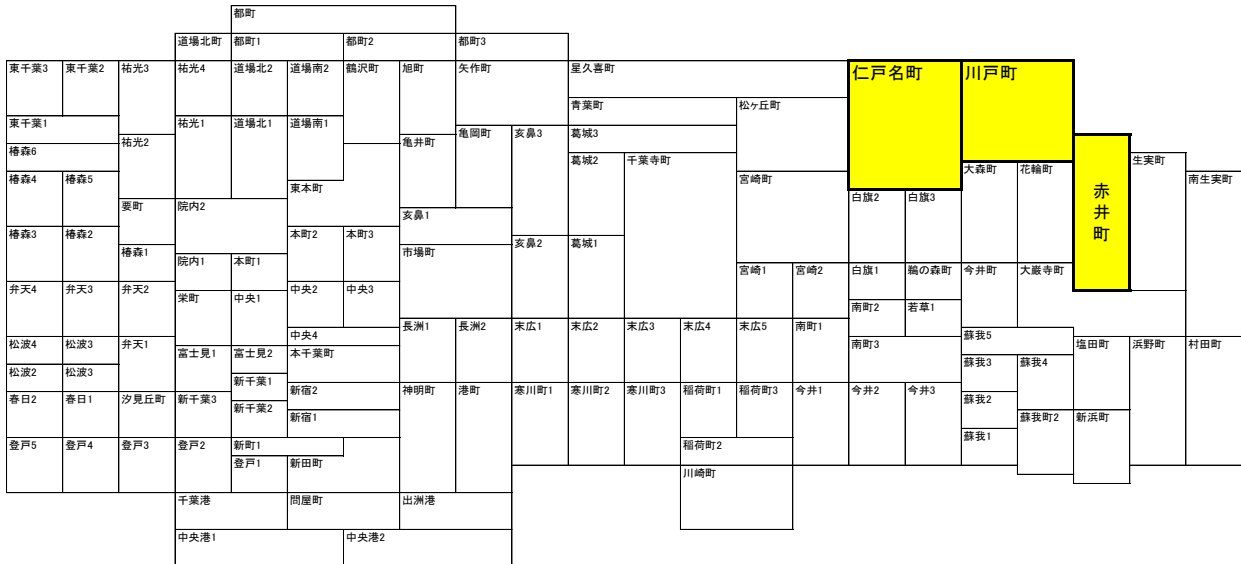 都町
道場北町 都町1 都町2 都町3
東千葉3 東千葉2 祐光3 祐光4 道場北2 道場南2 鶴沢町 旭町 矢作町 星久喜町 仁戸名町 川戸町
青葉町 松ヶ丘町
東千葉1 祐光1 道場北1 道場南1 亀岡町 亥鼻3 葛城3
祐光2 亀井町
椿森6 葛城2 千葉寺町 生実町
椿森4 椿森5 宮崎町 大森町 花輪町 南生実町
東本町 赤井町
要町 院内2 白旗2 白旗3
亥鼻1
椿森3 椿森2 本町2 本町3 亥鼻2 葛城1
椿森1 市場町
院内1 本町1 宮崎1 宮崎2 白旗1 鵜の森町 今井町 大巌寺町
弁天4 弁天3 弁天2 中央2 中央3
栄町 中央1 南町2 若草1
長洲1 長洲2 末広1 末広2 末広3 末広4 末広5 南町1
中央4 蘇我5
松波4 松波3 弁天1 南町3 塩田町 浜野町 村田町
富士見1 富士見2 本千葉町 蘇我3 蘇我4
松波2 松波3
新千葉1
新宿2 神明町 港町 寒川町1 寒川町2 寒川町3 稲荷町1 稲荷町3 今井1 今井2 今井3
春日2 春日1 汐見丘町 新千葉3 蘇我2
新千葉2
新宿1 蘇我町2 新浜町
蘇我1
登戸5 登戸4 登戸3 登戸2 新町1 稲荷町2
登戸1 新田町
川崎町
千葉港 問屋町 出洲港
中央港1 中央港2